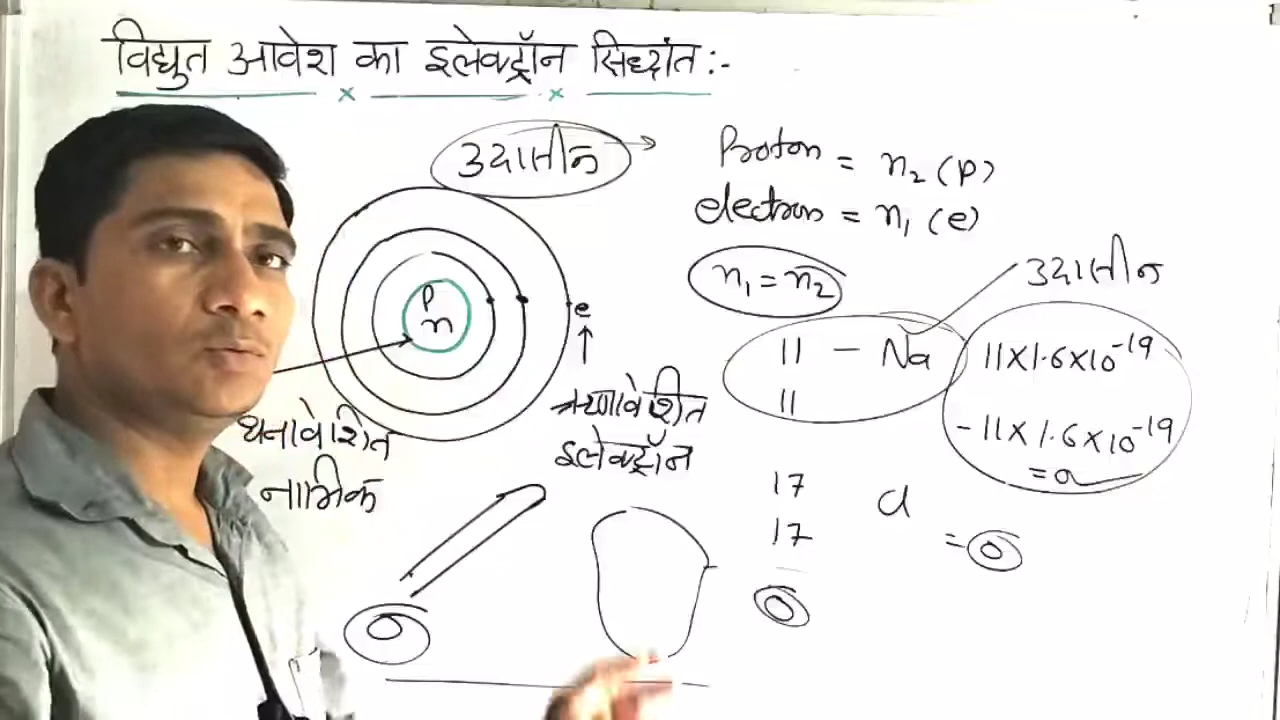 विद्युत आवेश का इलेक्ट्रॉन सिध्दांत :-
उदासीन
Proton = n₂ (p)
electron = n₁ (e)
n₁ = n₂
उदासीन
p
n
e
11 - Na
11
11×1.6×10⁻¹⁹
-11×1.6×10⁻¹⁹
= 0
धनावेशित
नाभिक
ऋणावेशित
इलेक्ट्रॉन
17
17
Cl
= 0
0
0